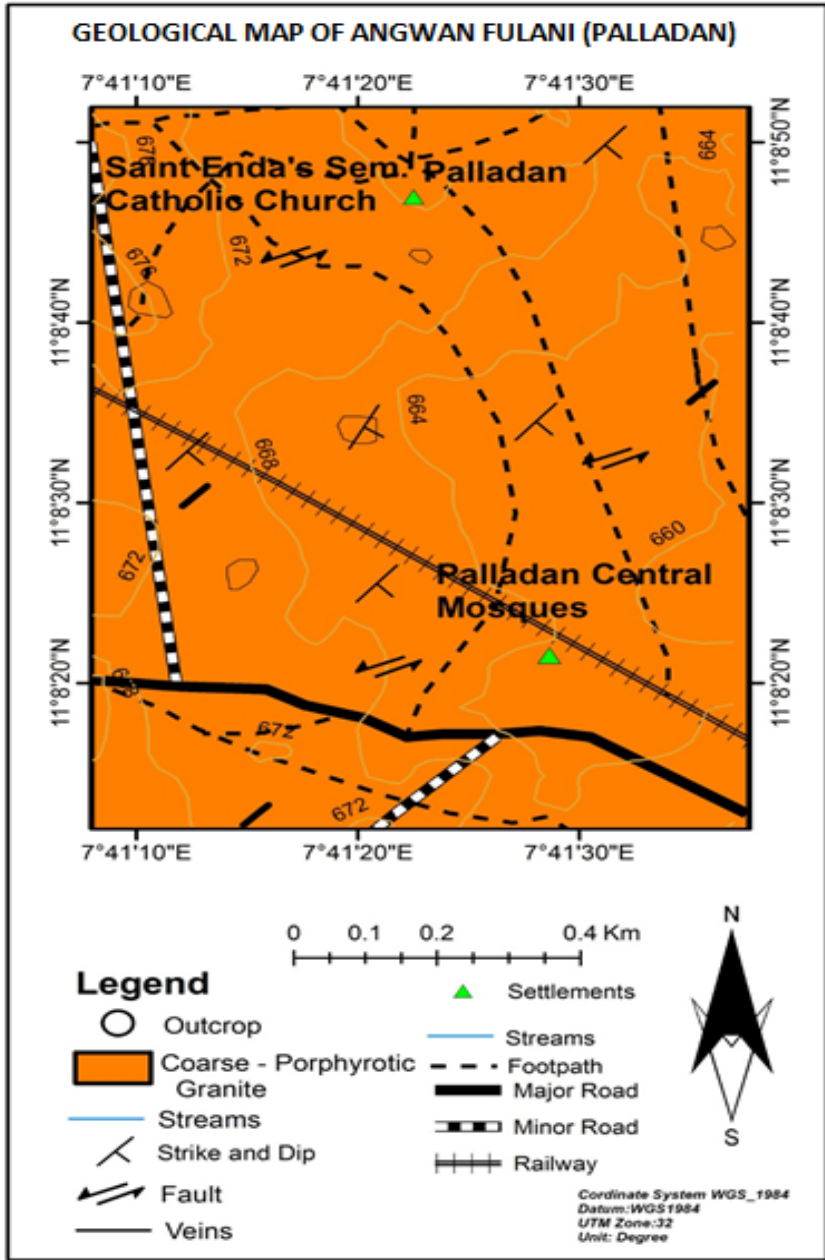 GEOLOGICAL MAP OF ANGWAN FULANI (PALLADAN)
7°41'10"E
7°41'20"E
7°41'30"E
11°8'50"N
11°8'40"N
11°8'30"N
11°8'20"N
11°8'50"N
11°8'40"N
11°8'30"N
11°8'20"N
676
664
Saint Enda's Sem.
Catholic Church
Palladan
672
676
664
668
660
672
Palladan Central
Mosques
672
672
7°41'10"E
7°41'20"E
7°41'30"E
0 0.1 0.2 0.4 Km
N
S
Legend
Outcrop
Coarse - Porphyrotic
Granite
Streams
Strike and Dip
Fault
Veins
Settlements
Streams
Footpath
Major Road
Minor Road
Railway
Cordinate System WGS_1984
Datum:WGS1984
UTM Zone:32
Unit: Degree